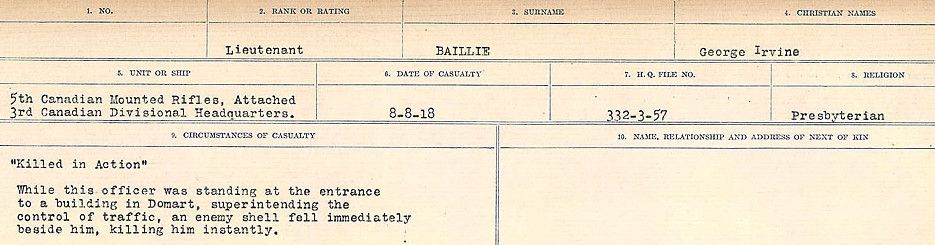 1. NO.
2. RANK OR RATING
3. SURNAME
4. CHRISTIAN NAMES
Lieutenant
BAILLIE
George Irvine
5. UNIT OR SHIP
6. DATE OF CASUALTY
7. H.Q. FILE NO.
8. RELIGION
5th Canadian Mounted Rifles, Attached
3rd Canadian Divisional Headquarters.
8-8-18
332-3-57
Presbyterian
9. CIRCUMSTANCES OF CASUALTY
10. NAME, RELATIONSHIP AND ADDRESS OF NEXT OF KIN
"Killed in Action"
While this officer was standing at the entrance
to a building in Domart, superintending the
control of traffic, an enemy shell fell immediately
beside him, killing him instantly.